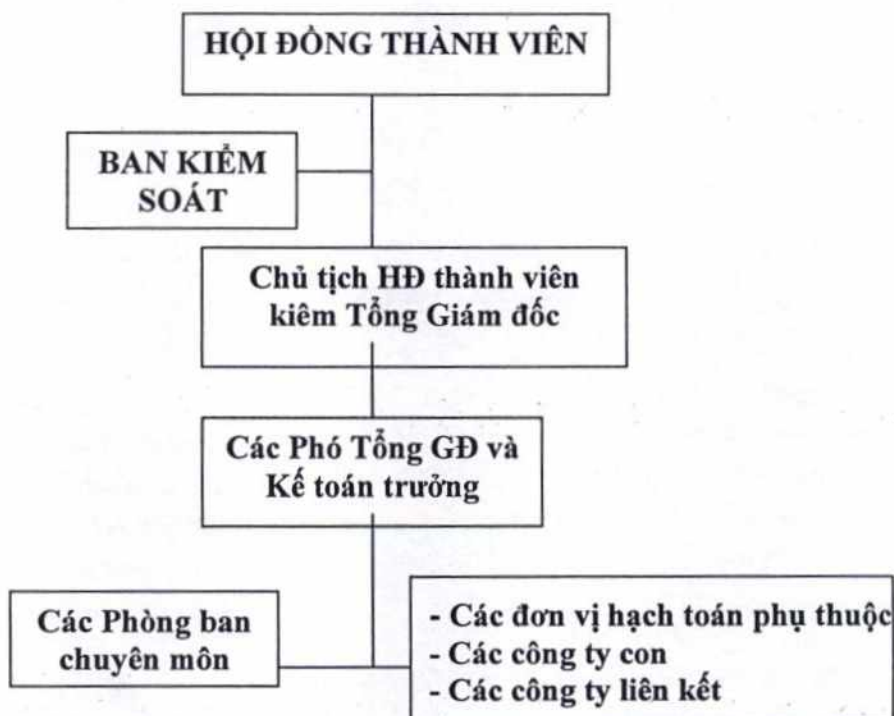 HỘI ĐỒNG THÀNH VIÊN
BAN KIỂM
SOÁT
Chủ tịch HĐ thành viên
kiêm Tổng Giám đốc
Các Phó Tổng GĐ và
Kế toán trưởng
Các Phòng ban
chuyên môn
- Các đơn vị hạch toán phụ thuộc
- Các công ty con
- Các công ty liên kết